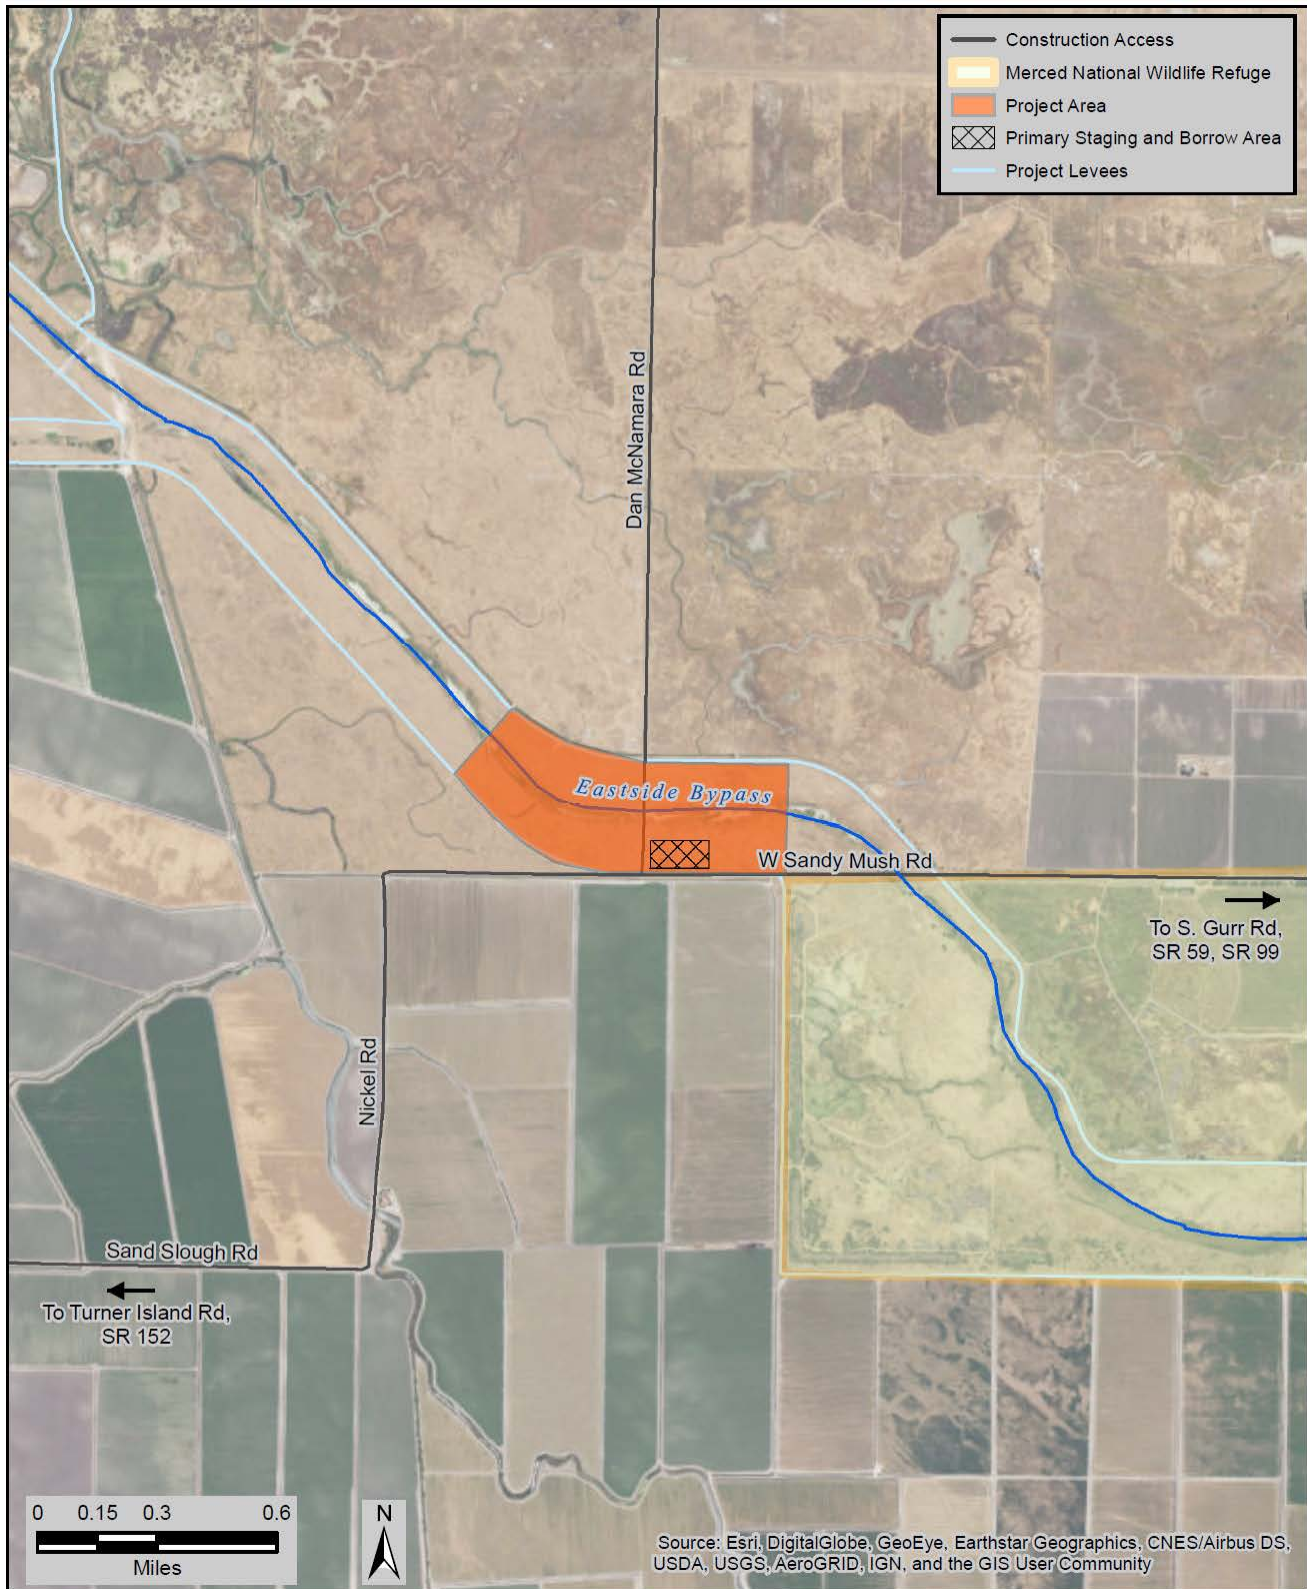 Construction Access
Merced National Wildlife Refuge
Project Area
Primary Staging and Borrow Area
Project Levees
Dan McNamara Rd
Eastside Bypass
W Sandy Mush Rd
To S. Gurr Rd,
SR 59, SR 99
Nickel Rd
Sand Slough Rd
To Turner Island Rd,
SR 152
0 0.15 0.3 0.6
Miles
N
Source: Esri, DigitalGlobe, GeoEye, Earthstar Geographics, CNES/Airbus DS,
USDA, USGS, AeroGRID, IGN, and the GIS User Community